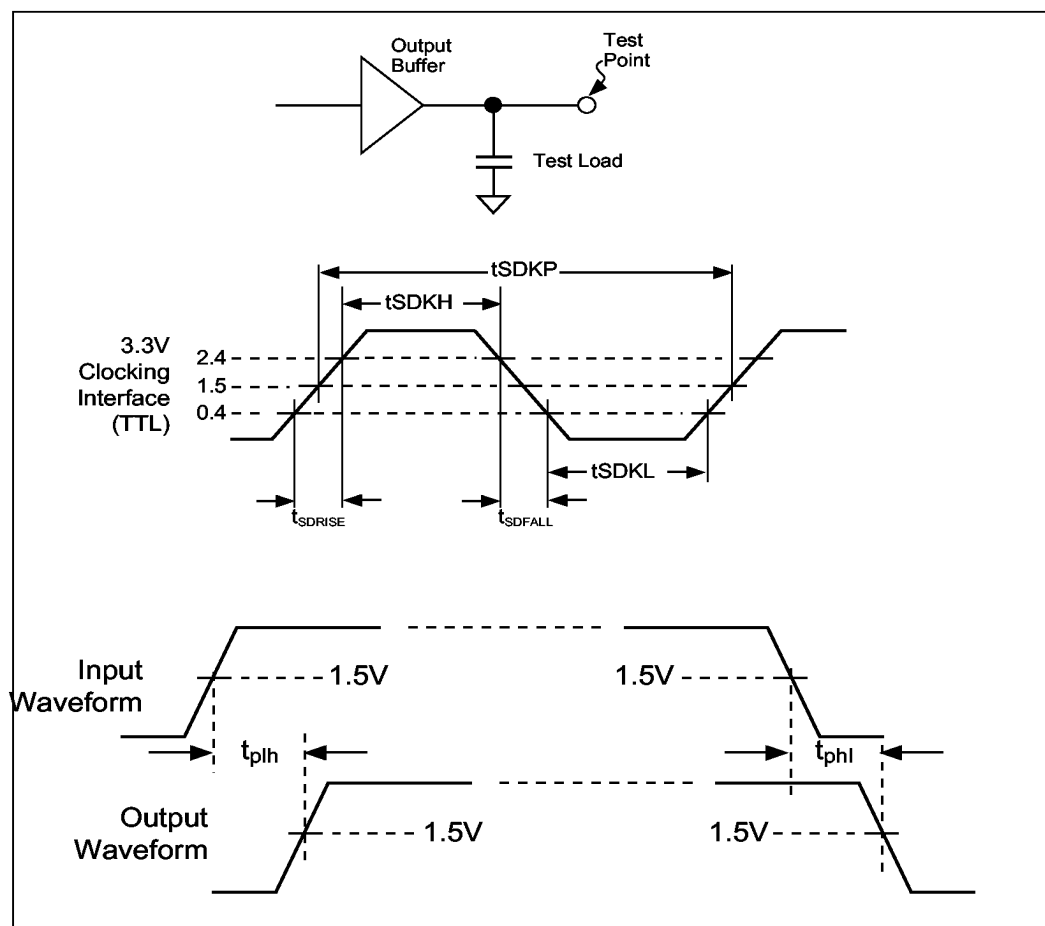 Output
Buffer
Test
Point
Test Load
tSDKP
tSDKH
3.3V
Clocking
Interface
(TTL)
2.4
1.5
0.4
tSDKL
tSDRISE
tSDFALL
Input
Waveform
1.5V
1.5V
tplh
tphl
Output
Waveform
1.5V
1.5V